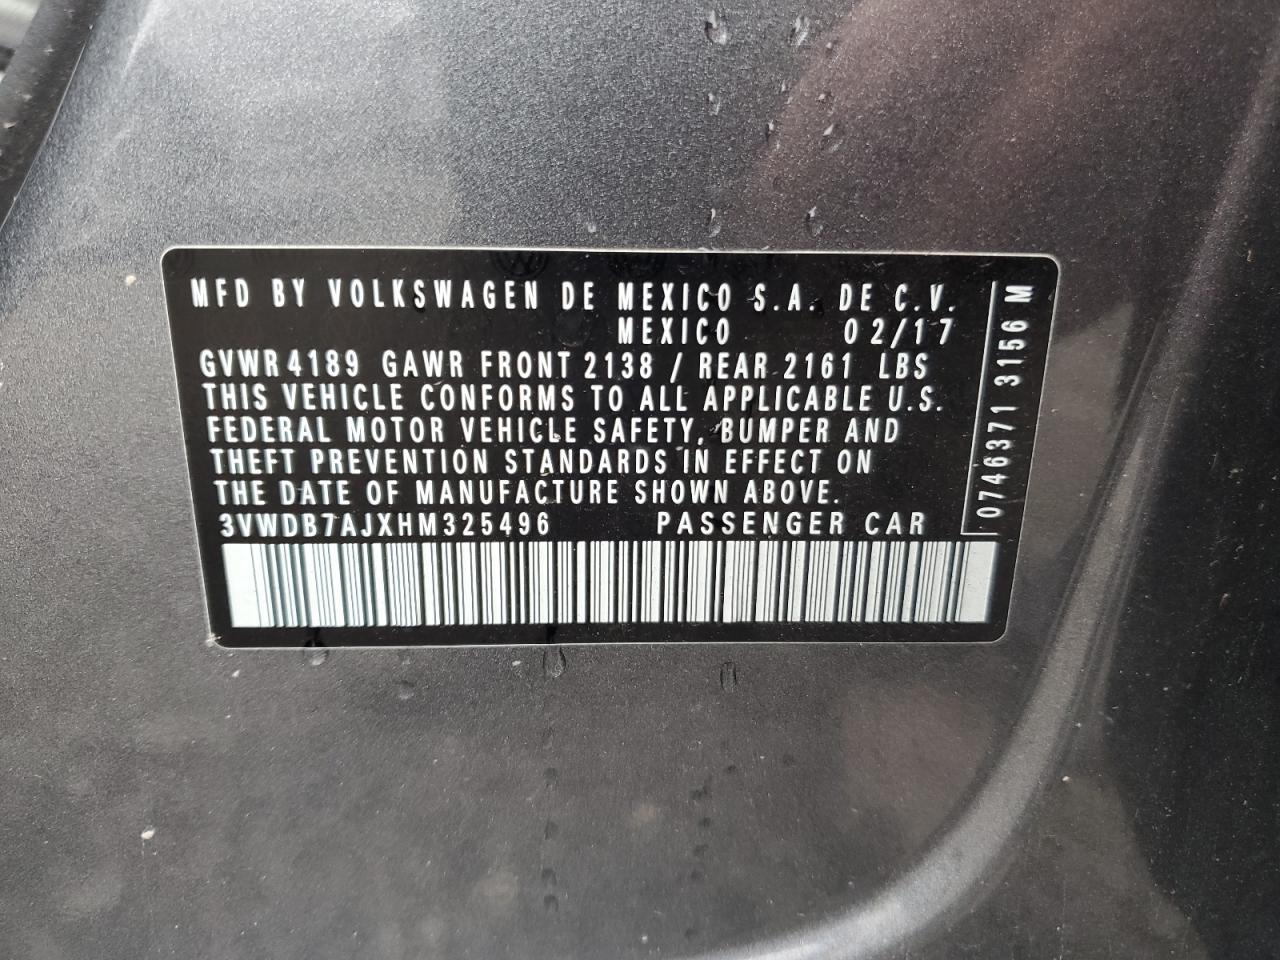 MFD BY VOLKSWAGEN DE MEXICO S.A. DE C.V.
MEXICO 02/17
GVWR 4189 GAWR FRONT 2138 / REAR 2161 LBS
THIS VEHICLE CONFORMS TO ALL APPLICABLE U.S.
FEDERAL MOTOR VEHICLE SAFETY, BUMPER AND
THEFT PREVENTION STANDARDS IN EFFECT ON
THE DATE OF MANUFACTURE SHOWN ABOVE.
3VWDB7AJXHM325496 PASSENGER CAR
0746371 3156 M